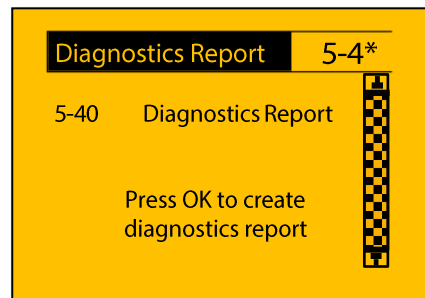 Diagnostics Report 5-4*
5-40 Diagnostics Report
Press OK to create
diagnostics report